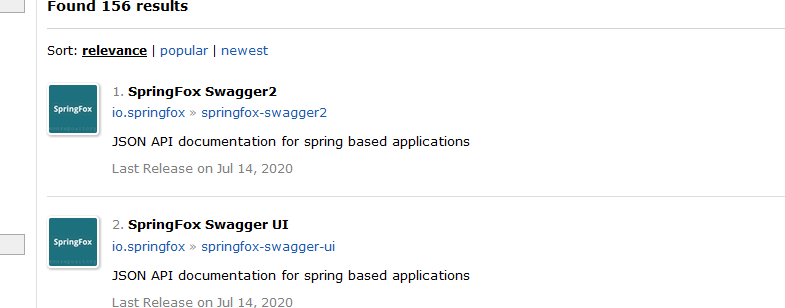 Found 156 results
Sort: relevance | popular | newest
SpringFox
1. SpringFox Swagger2
io.springfox » springfox-swagger2
JSON API documentation for spring based applications
Last Release on Jul 14, 2020
SpringFox
2. SpringFox Swagger UI
io.springfox » springfox-swagger-ui
JSON API documentation for spring based applications
Last Release on Jul 14, 2020